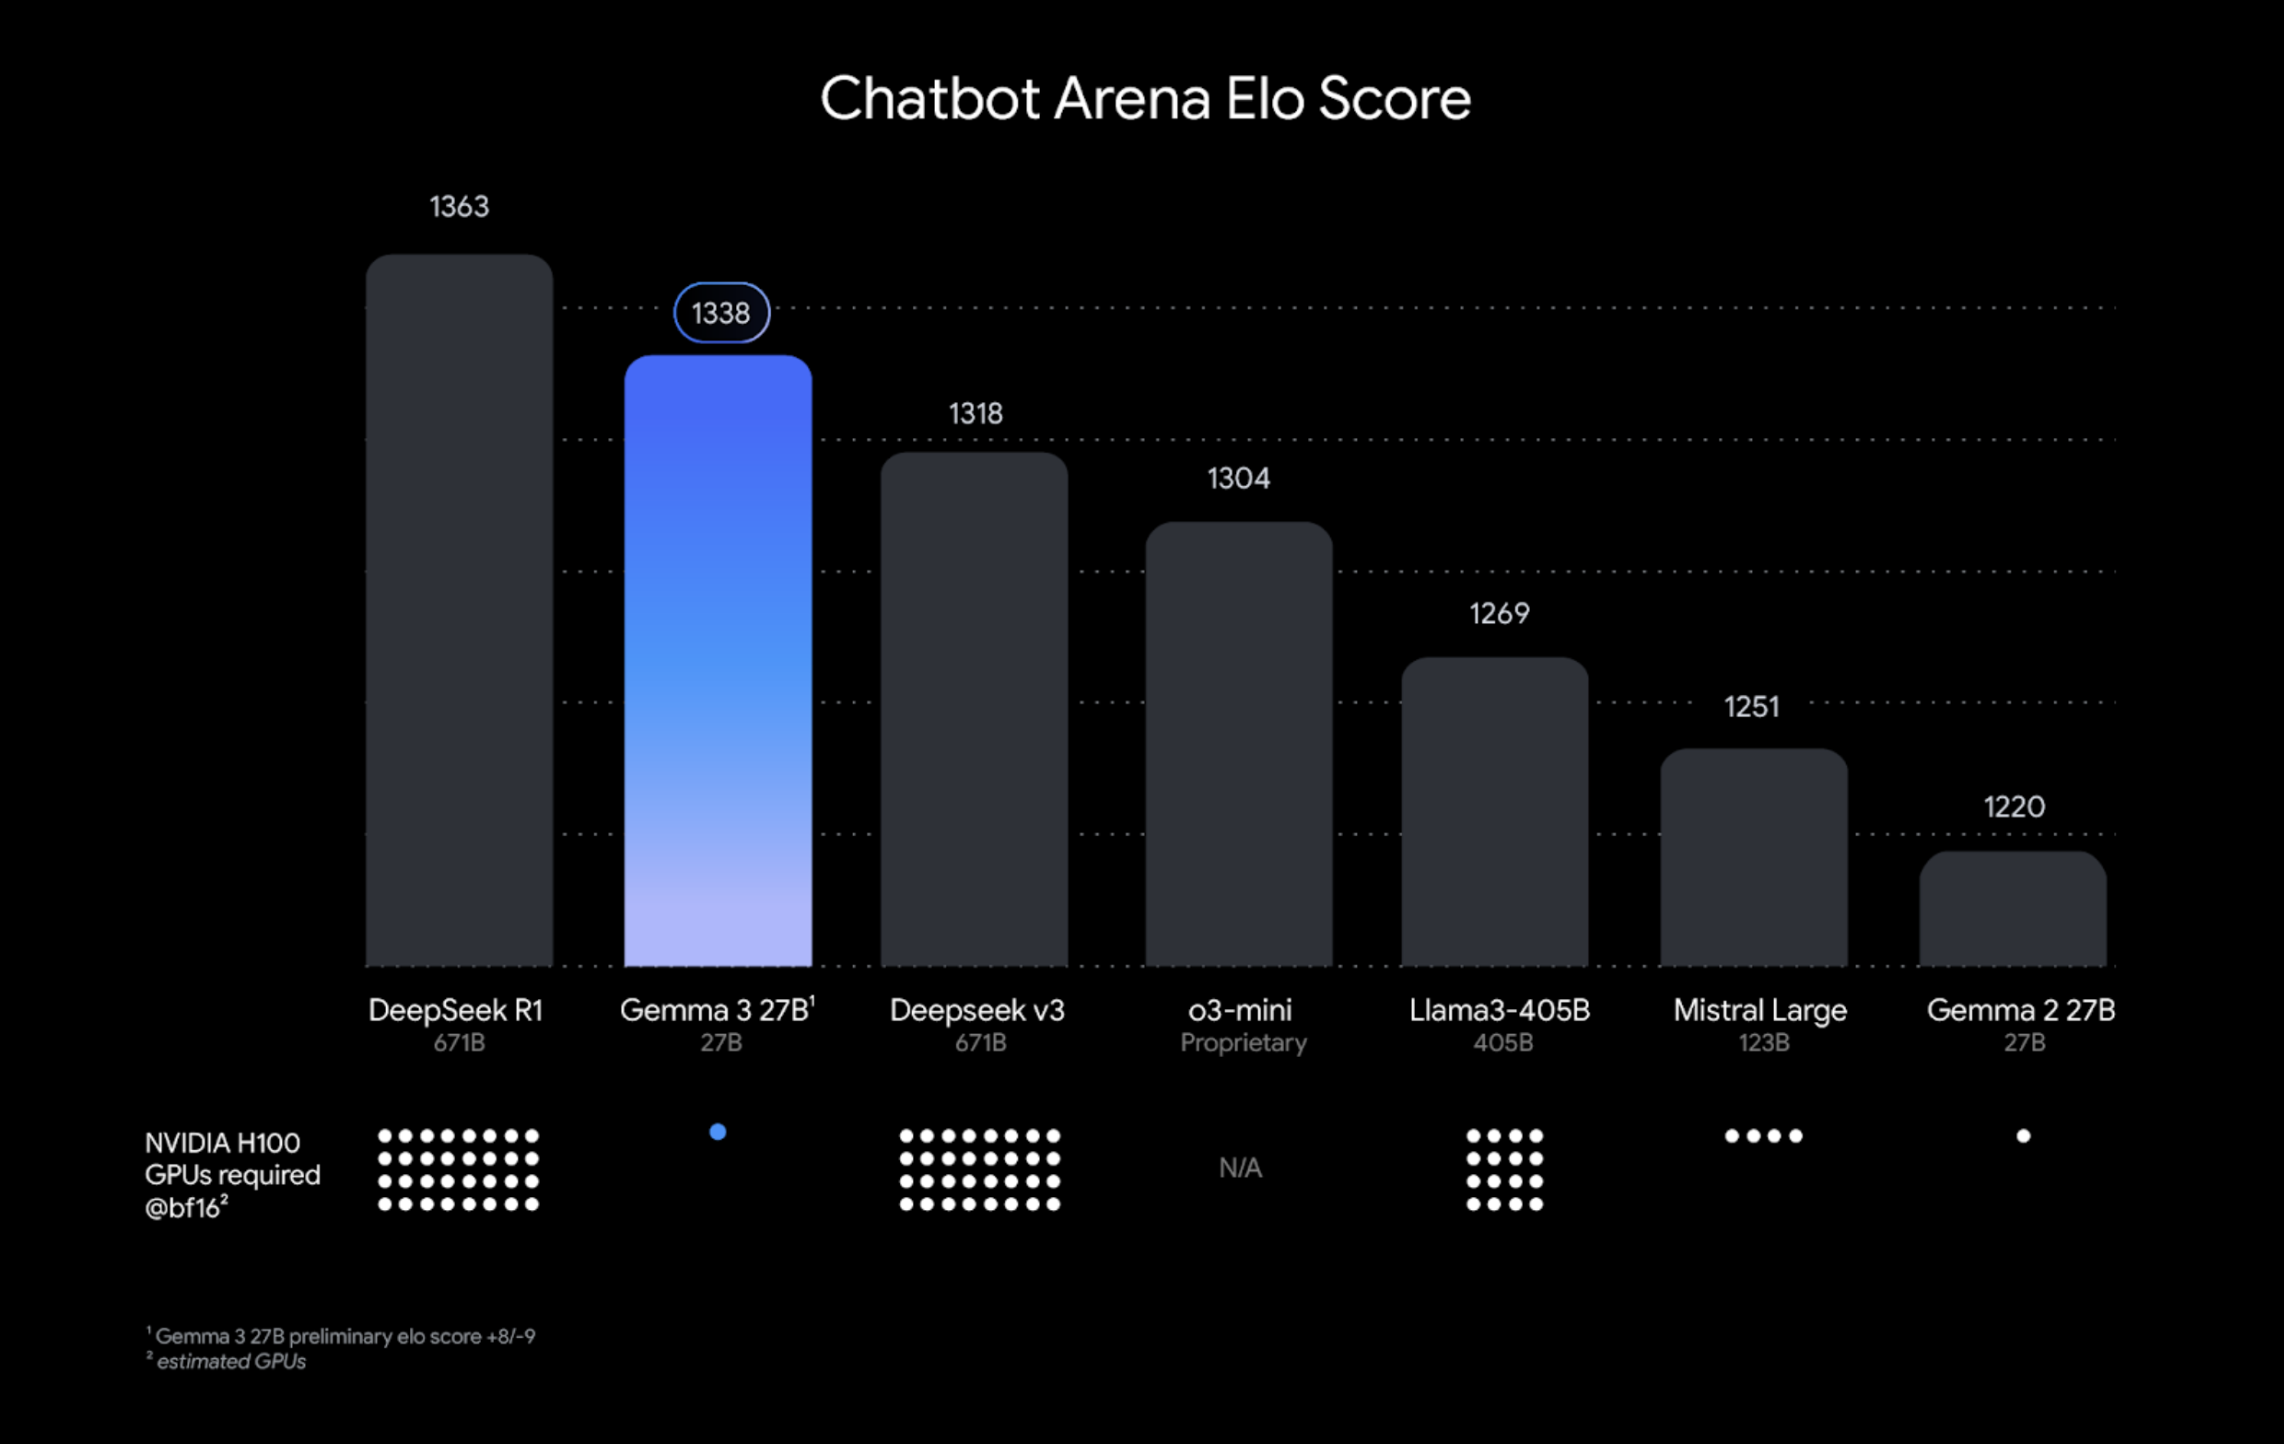 Chatbot Arena Elo Score
1363
1338
1318
1304
1269
1251
1220
DeepSeek R1
671B
Gemma 3 27B¹
27B
Deepseek v3
671B
o3-mini
Proprietary
Llama3-405B
405B
Mistral Large
123B
Gemma 2 27B
27B
NVIDIA H100
GPUs required
@bf16²
N/A
¹ Gemma 3 27B preliminary elo score +8/-9
² estimated GPUs